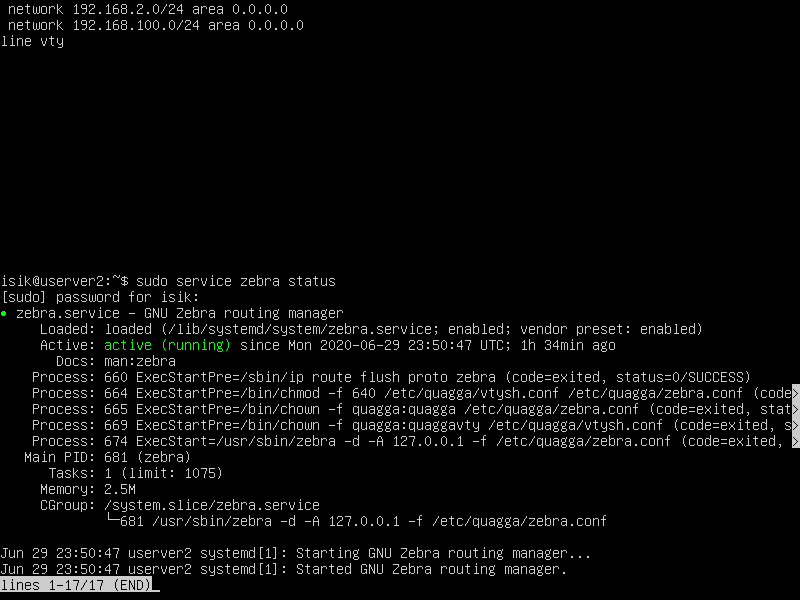 network 192.168.2.0/24 area 0.0.0.0
network 192.168.100.0/24 area 0.0.0.0
line vty
isik@userver2:~$ sudo service zebra status
[sudo] password for isik:
● zebra.service - GNU Zebra routing manager
Loaded: loaded (/lib/systemd/system/zebra.service; enabled; vendor preset: enabled)
Active: active (running) since Mon 2020-06-29 23:50:47 UTC; 1h 34min ago
Docs: man:zebra
Process: 660 ExecStartPre=/sbin/ip route flush proto zebra (code=exited, status=0/SUCCESS)
Process: 664 ExecStartPre=/bin/chmod -f 640 /etc/quagga/vtysh.conf /etc/quagga/zebra.conf (code>
Process: 665 ExecStartPre=/bin/chown -f quagga:quagga /etc/quagga/zebra.conf (code=exited, stat>
Process: 669 ExecStartPre=/bin/chown -f quagga:quaggavty /etc/quagga/vtysh.conf (code=exited, s>
Process: 674 ExecStart=/usr/sbin/zebra -d -A 127.0.0.1 -f /etc/quagga/zebra.conf (code=exited, >
Main PID: 681 (zebra)
Tasks: 1 (limit: 1075)
Memory: 2.5M
CGroup: /system.slice/zebra.service
└─681 /usr/sbin/zebra -d -A 127.0.0.1 -f /etc/quagga/zebra.conf
Jun 29 23:50:47 userver2 systemd[1]: Starting GNU Zebra routing manager...
Jun 29 23:50:47 userver2 systemd[1]: Started GNU Zebra routing manager.
lines 1-17/17 (END)